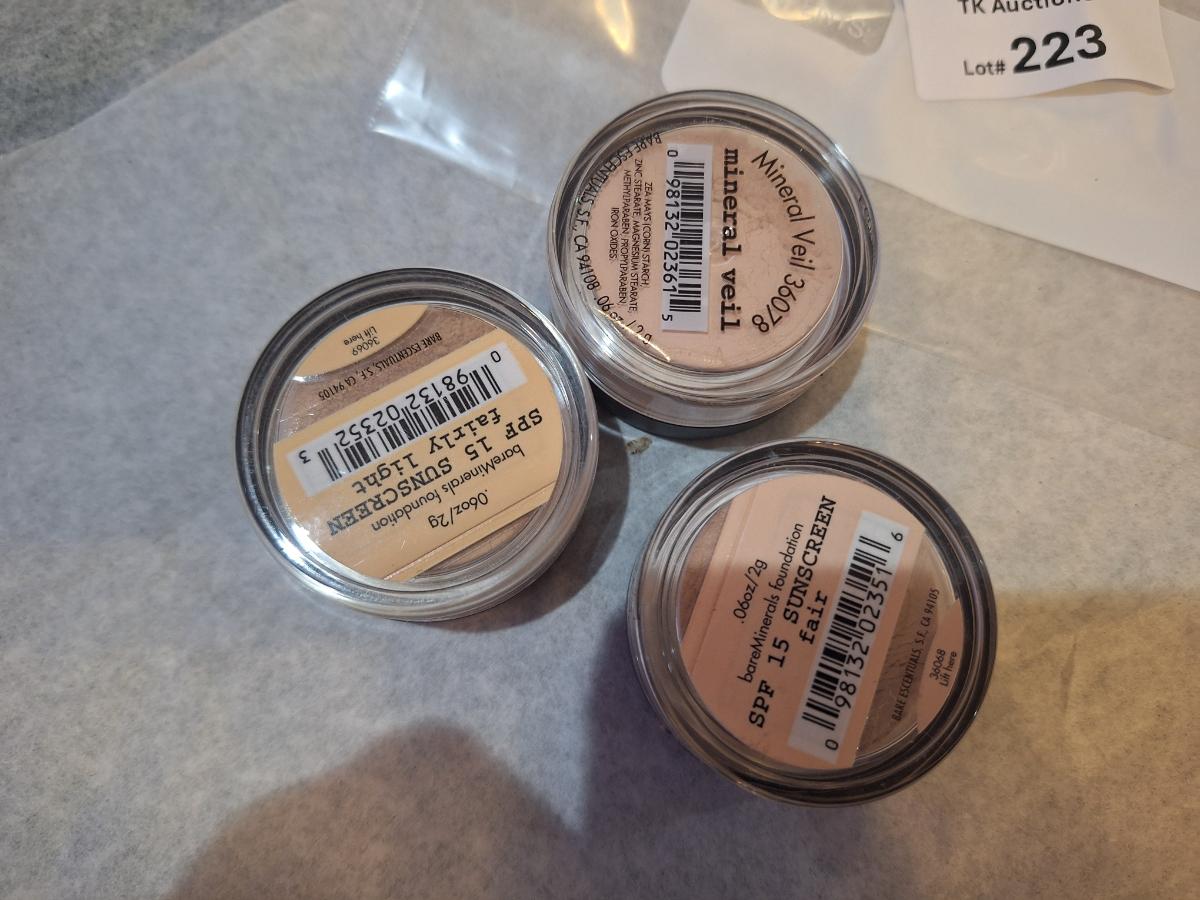 TK Auctions
Lot# 223
Mineral Veil 36078
mineral veil
0 98132 02361 5
ZEA MAYS (CORN) STARCH,
ZINC STEARATE, MAGNESIUM STEARATE,
METHYLPARABEN, PROPYLPARABEN,
IRON OXIDES.
BARE ESCENTUALS S.F., CA 94108
36069
Lift here
BARE ESCENTUALS, S.F., CA 94105
0 98132 02352 3
fairly light
SPF 15 SUNSCREEN
bareMinerals foundation
.06oz/2g
.06oz/2g
bareMinerals foundation
SPF 15 SUNSCREEN
fair
0 98132 02351 6
BARE ESCENTUALS, S.F., CA 94105
36068
Lift here